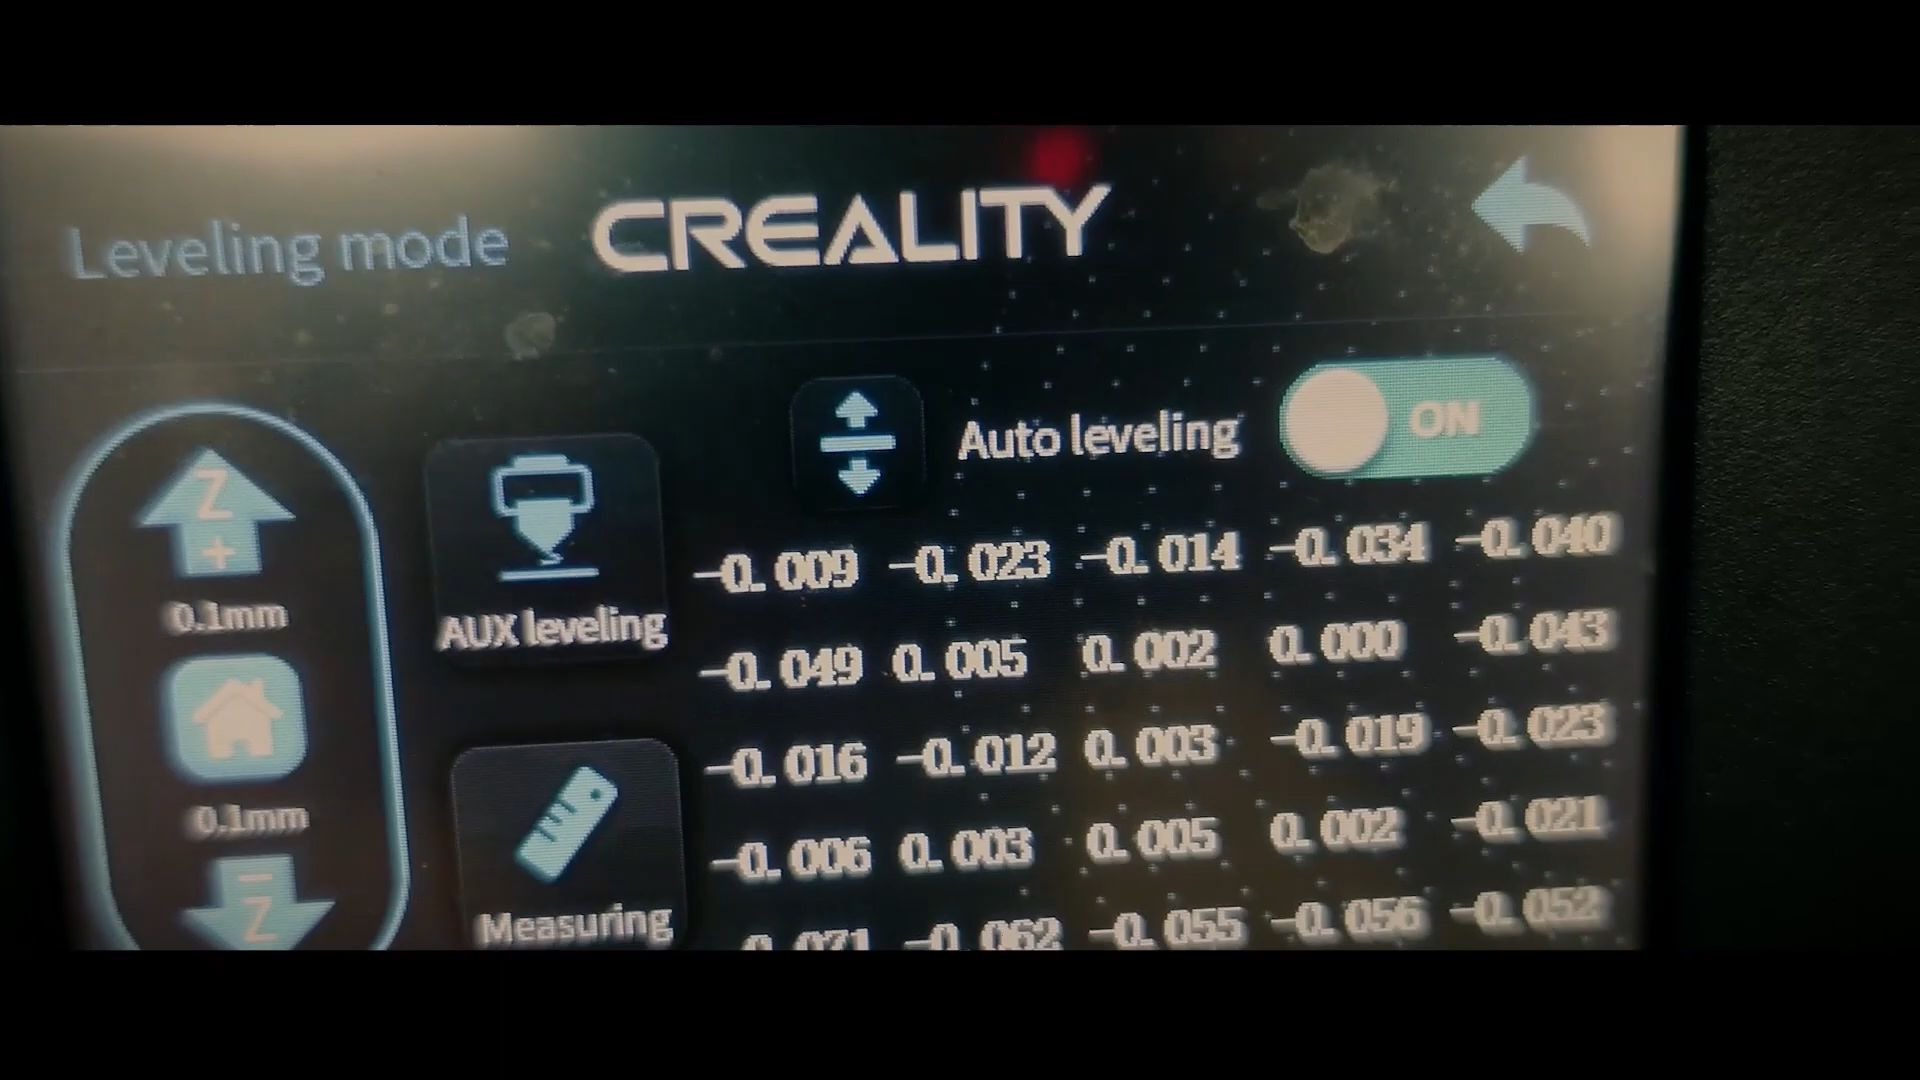 Leveling mode CREALITY
Auto leveling ON
Z
+
0.1mm
AUX leveling
0.1mm
-
Z
Measuring
-0.009 -0.023 -0.014 -0.034 -0.040
-0.049 0.005 0.002 0.000 -0.043
-0.016 -0.012 0.003 -0.019 -0.023
-0.006 0.003 0.005 0.002 -0.021
-0.062 -0.055 -0.056 -0.052